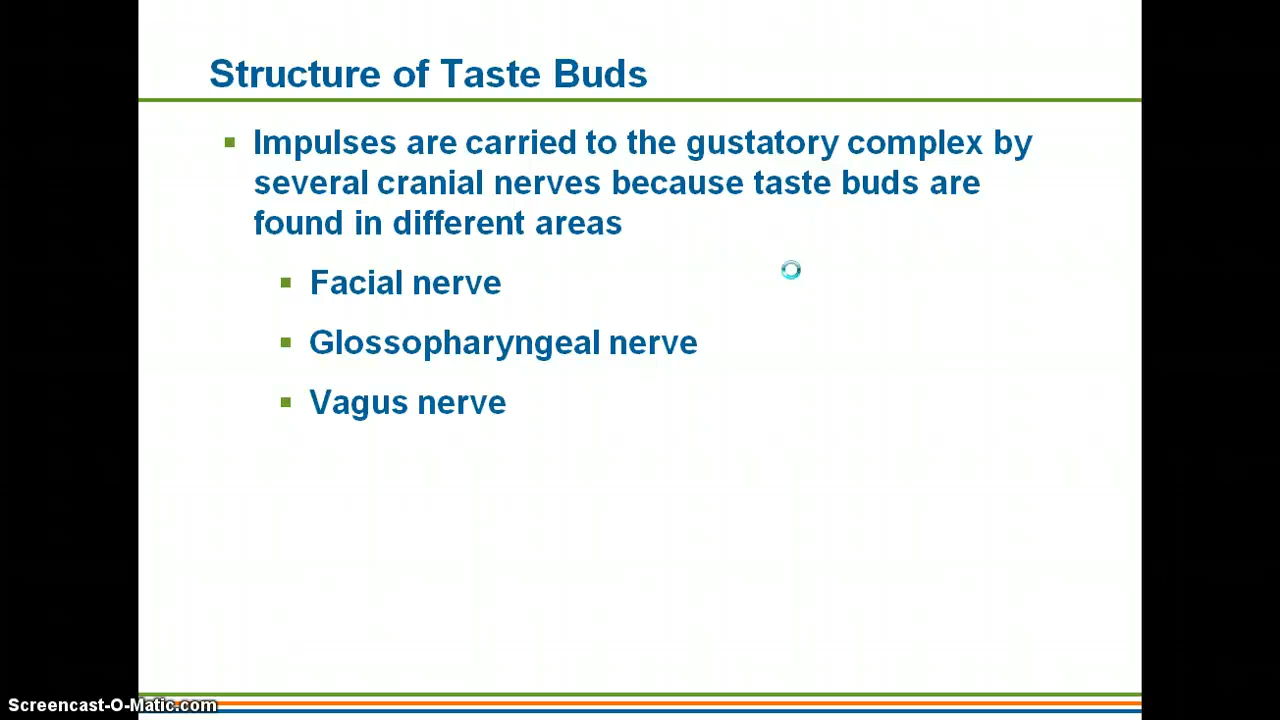 Structure of Taste Buds
Impulses are carried to the gustatory complex by
several cranial nerves because taste buds are
found in different areas
Facial nerve
Glossopharyngeal nerve
Vagus nerve
Screencast-O-Matic.com